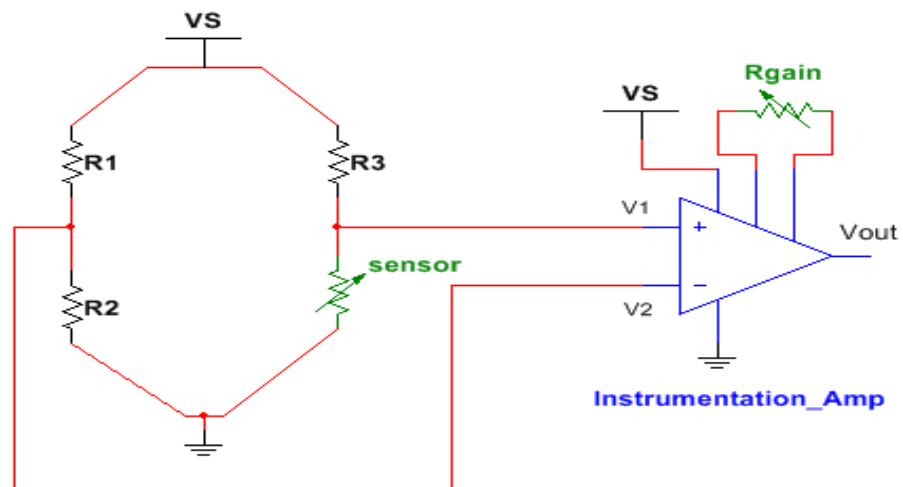 VS
Rgain
VS
R1
R3
V1
Vout
sensor
R2
V2
Instrumentation_Amp